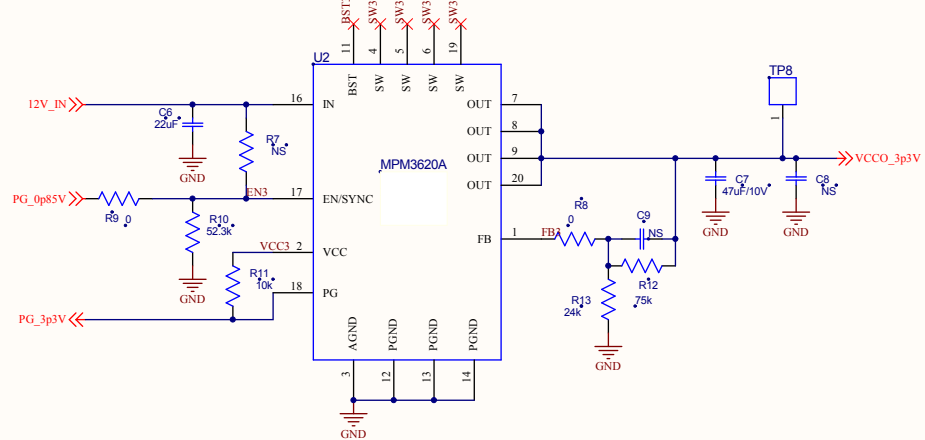 BST
SW3
SW3
SW3
SW3
11
4
5
6
19
U2
TP8
1
BST
SW
SW
SW
SW
12V_IN
16
IN
OUT
7
C6
22uF
R7
NS
OUT
8
MPM3620A
OUT
9
VCCO_3p3V
GND
C7
47uF/10V
C8
NS
OUT
20
PG_0p85V
EN3
17
EN/SYNC
R9
0
R10
52.3k
R8
0
C9
NS
GND
GND
FB
1
FB3
VCC3
2
VCC
R11
10k
R12
75k
GND
18
PG
R13
24k
PG_3p3V
AGND
PGND
PGND
PGND
GND
3
12
13
14
GND